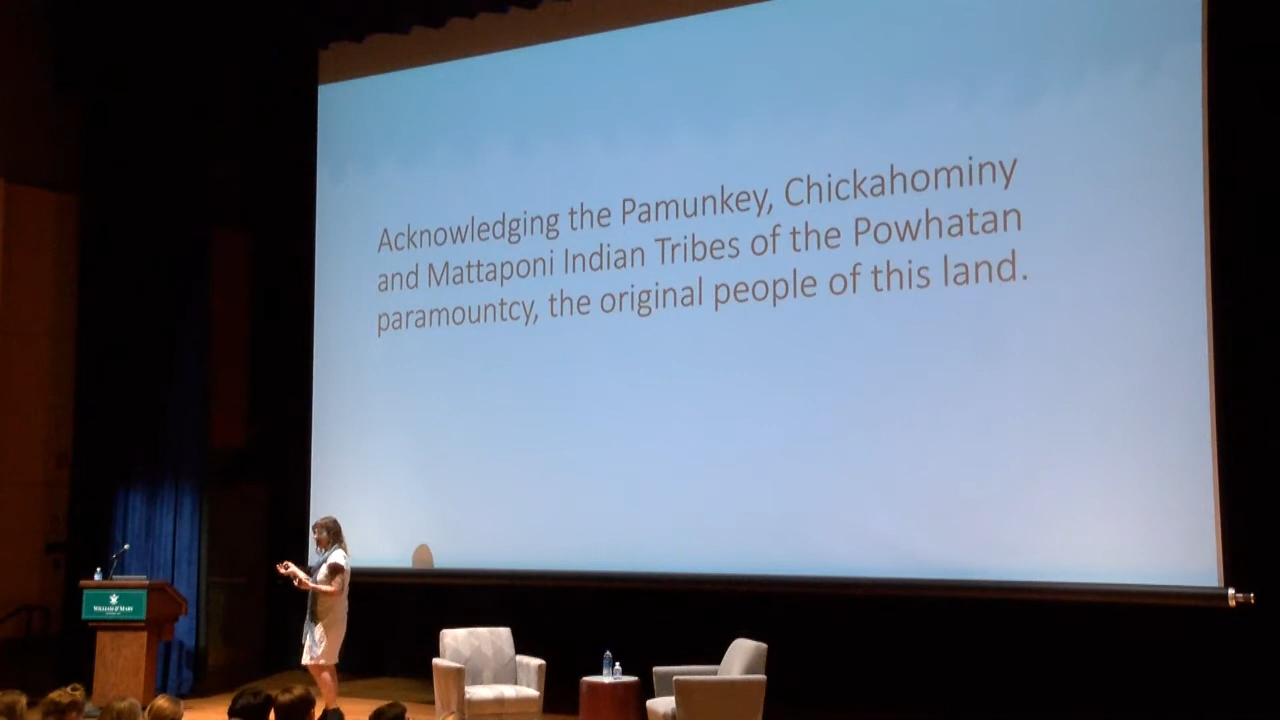 Acknowledging the Pamunkey, Chickahominy
and Mattaponi Indian Tribes of the Powhatan
paramountcy, the original people of this land.
WILLIAM & MARY